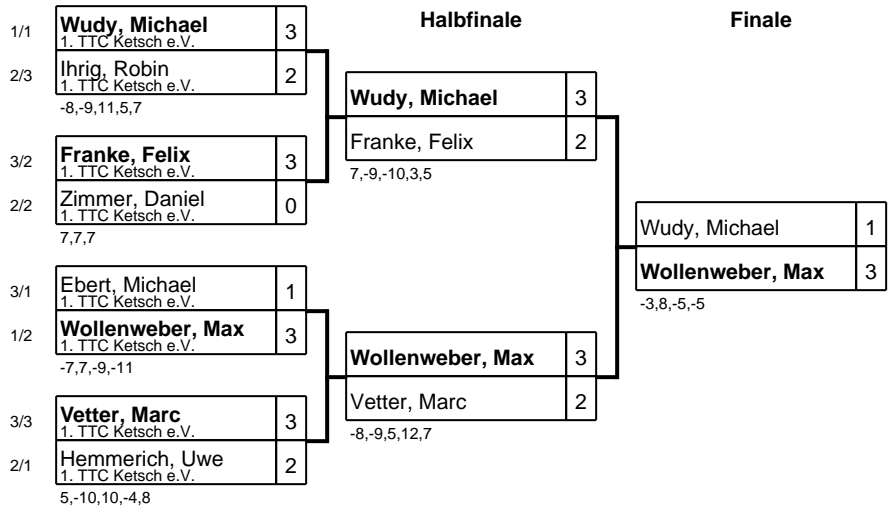 Halbfinale
Finale
1/1 Wudy, Michael 3
1. TTC Ketsch e.V.
2/3 Ihrig, Robin 2
1. TTC Ketsch e.V.
-8,-9,11,5,7
3/2 Franke, Felix 3
1. TTC Ketsch e.V.
2/2 Zimmer, Daniel 0
1. TTC Ketsch e.V.
7,7,7
3/1 Ebert, Michael 1
1. TTC Ketsch e.V.
1/2 Wollenweber, Max 3
1. TTC Ketsch e.V.
-7,7,-9,-11
3/3 Vetter, Marc 3
1. TTC Ketsch e.V.
2/1 Hemmerich, Uwe 2
1. TTC Ketsch e.V.
5,-10,10,-4,8
Wudy, Michael 3
Franke, Felix 2
7,-9,-10,3,5
Wollenweber, Max 3
Vetter, Marc 2
-8,-9,5,12,7
Wudy, Michael 1
Wollenweber, Max 3
-3,8,-5,-5